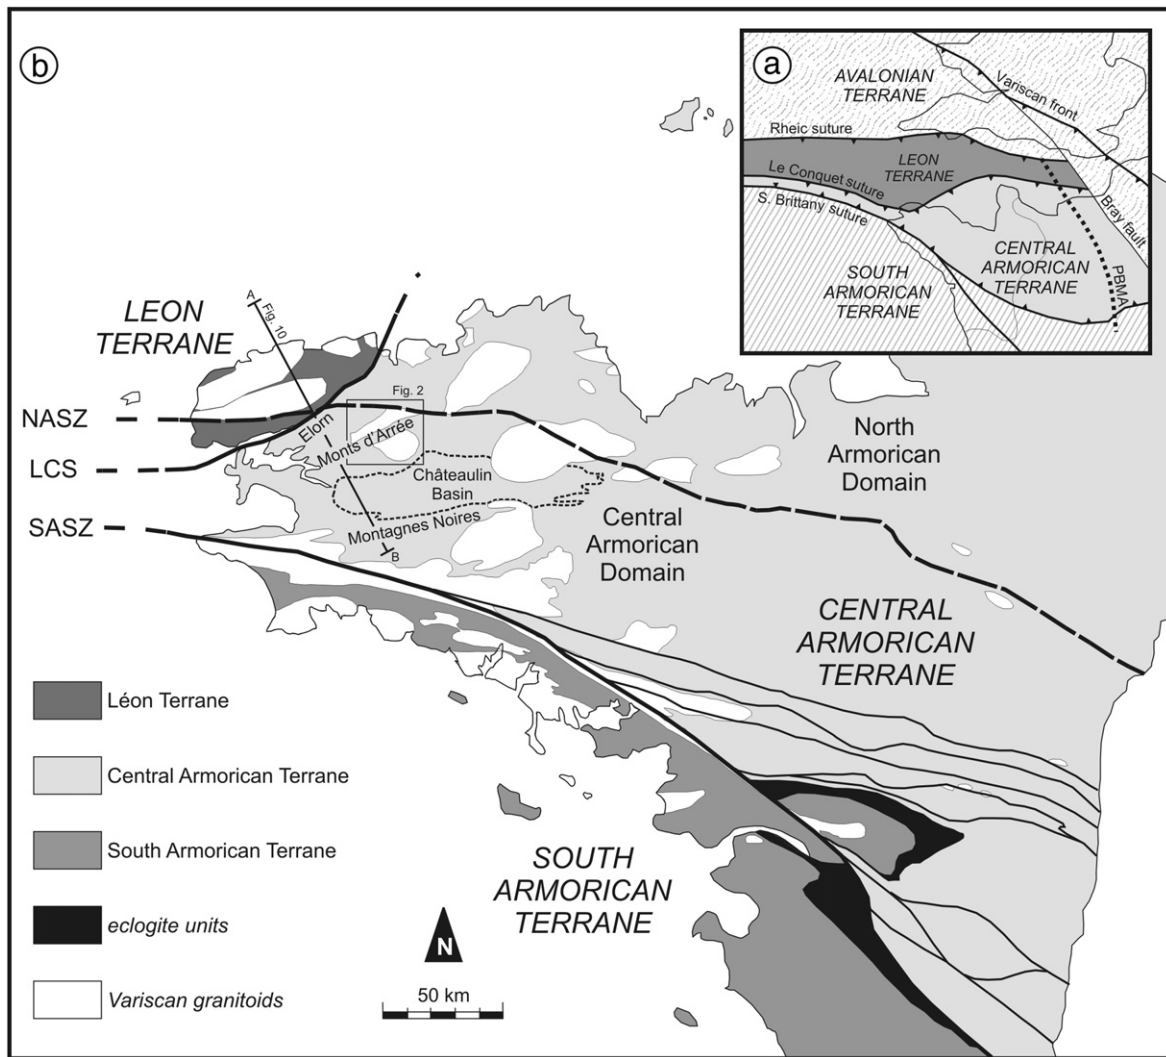 b
a
AVALONIAN
TERRANE
Variscan front
Rheic suture
LEON
TERRANE
Le Conquet suture
S. Brittany suture
Bray fault
CENTRAL
ARMORICAN
TERRANE
SOUTH
ARMORICAN
TERRANE
PBMA
A
Fig. 10
LEON
TERRANE
Fig. 2
NASZ
Elorn
Monts d'Arrée
North
Armorican
Domain
LCS
Châteaulin
Basin
SASZ
Montagnes Noires
B
Central
Armorican
Domain
CENTRAL
ARMORICAN
TERRANE
Léon Terrane
Central Armorican Terrane
South Armorican Terrane
eclogite units
Variscan granitoids
SOUTH
ARMORICAN
TERRANE
N
50 km